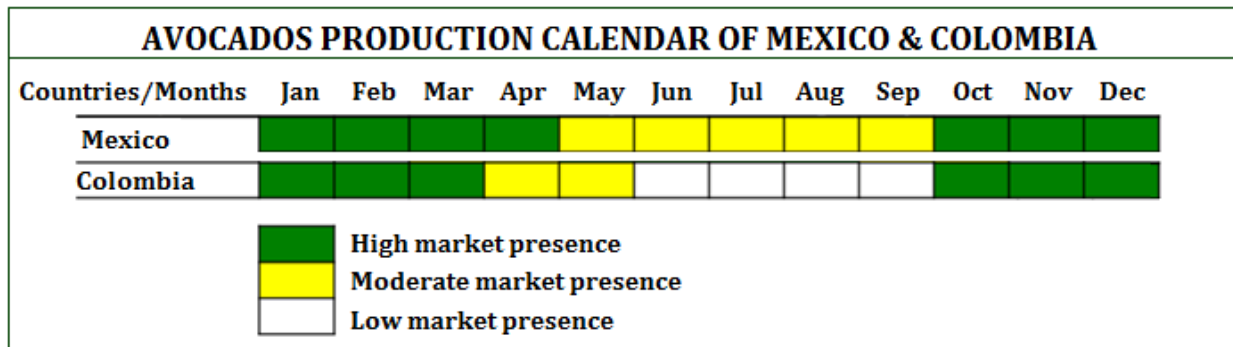 AVOCADOS PRODUCTION CALENDAR OF MEXICO & COLOMBIA
Countries/Months Jan Feb Mar Apr May Jun Jul Aug Sep Oct Nov Dec
Mexico
Colombia
High market presence
Moderate market presence
Low market presence